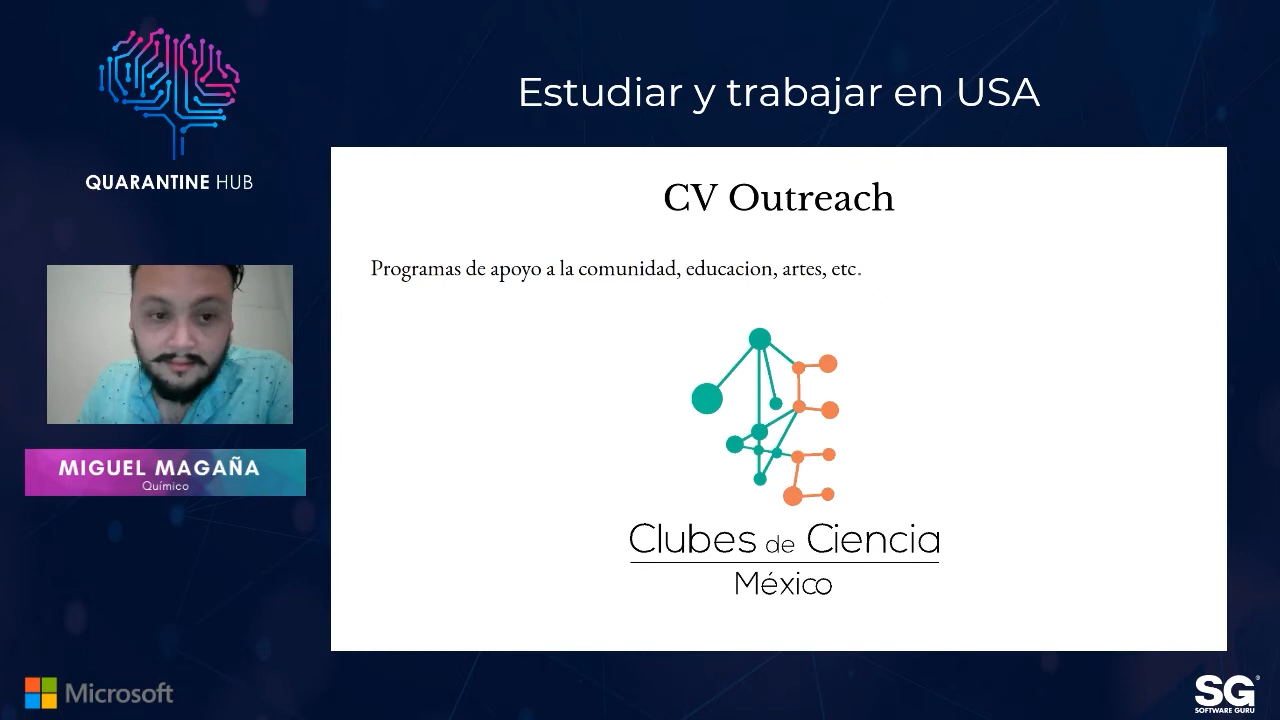 Estudiar y trabajar en USA
QUARANTINE HUB
CV Outreach
Programas de apoyo a la comunidad, educacion, artes, etc.
Clubes de Ciencia
México
MIGUEL MAGAÑA
Químico
Microsoft
SG
SOFTWARE GURU